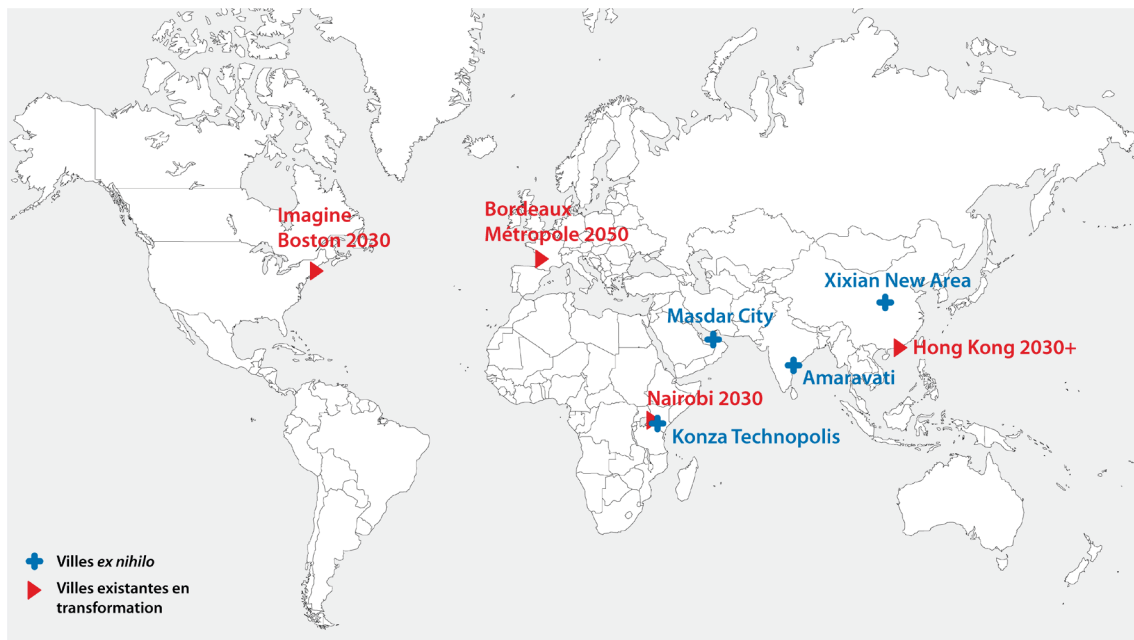 Imagine
Boston 2030
Bordeaux
Métropole 2050
Xixian New Area
Masdar City
Hong Kong 2030+
Amaravati
Nairobi 2030
Konza Technopolis
Villes ex nihilo
Villes existantes en
transformation